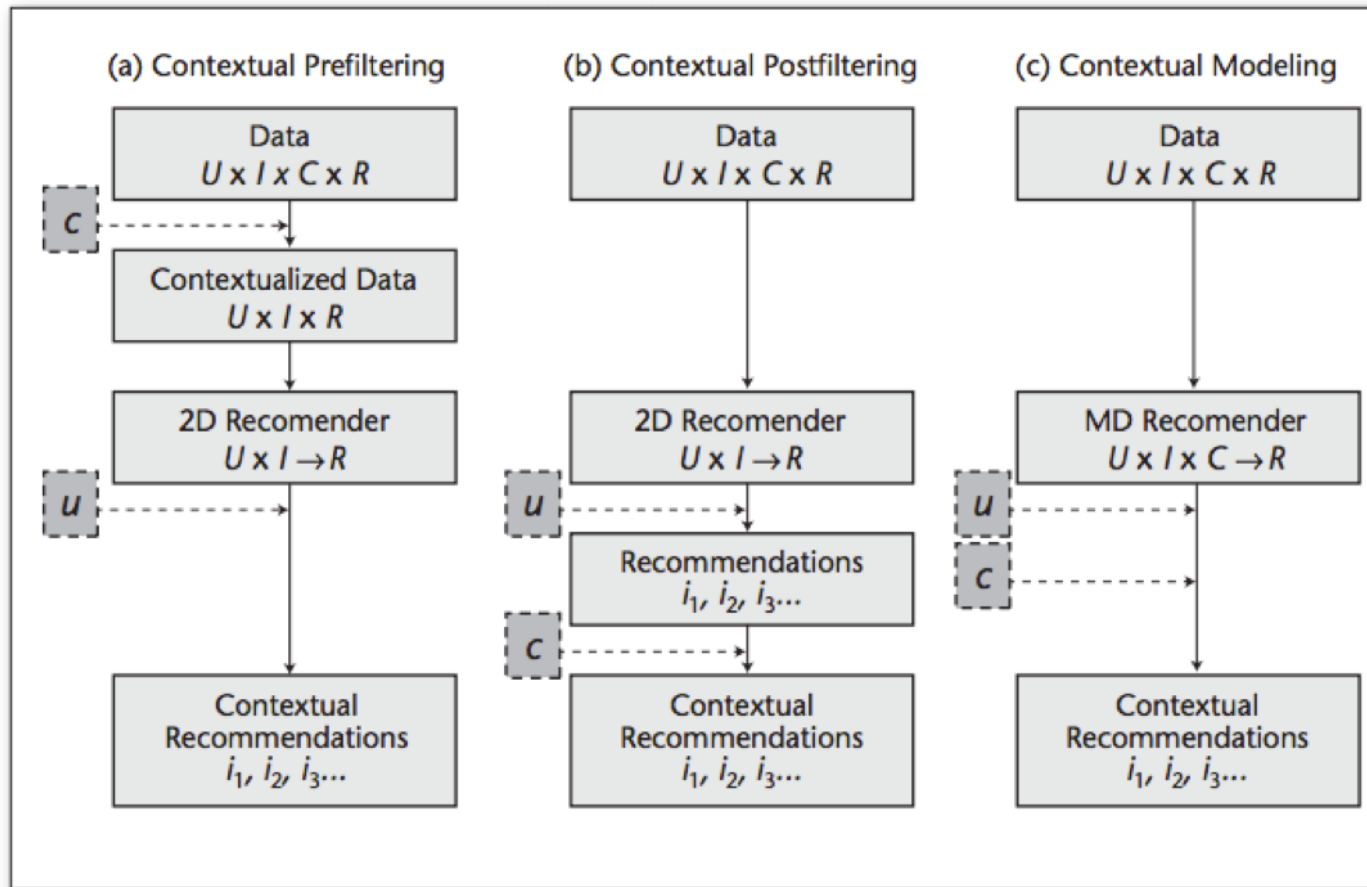 (a) Contextual Prefiltering
Data
U x I x C x R
c
Contextualized Data
U x I x R
2D Recomender
U x I → R
u
Contextual
Recommendations
i₁, i₂, i₃...
(b) Contextual Postfiltering
Data
U x I x C x R
2D Recomender
U x I → R
u
Recommendations
i₁, i₂, i₃...
c
Contextual
Recommendations
i₁, i₂, i₃...
(c) Contextual Modeling
Data
U x I x C x R
MD Recomender
U x I x C → R
u
c
Contextual
Recommendations
i₁, i₂, i₃...